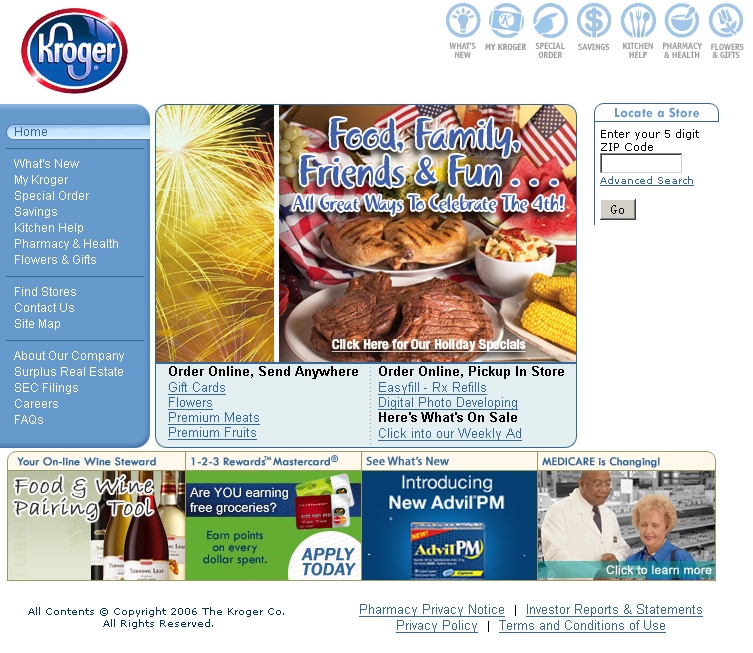 Kroger
WHAT'S NEW
MY KROGER
SPECIAL ORDER
SAVINGS
KITCHEN HELP
PHARMACY & HEALTH
FLOWERS & GIFTS
Home
What's New
My Kroger
Special Order
Savings
Kitchen Help
Pharmacy & Health
Flowers & Gifts
Find Stores
Contact Us
Site Map
About Our Company
Surplus Real Estate
SEC Filings
Careers
FAQs
Food, Family,
Friends & Fun . . .
All Great Ways To Celebrate The 4th!
Click Here for Our Holiday Specials
Order Online, Send Anywhere
Gift Cards
Flowers
Premium Meats
Premium Fruits
Order Online, Pickup In Store
Easyfill - Rx Refills
Digital Photo Developing
Here's What's On Sale
Click into our Weekly Ad
Locate a Store
Enter your 5 digit
ZIP Code
Advanced Search
Go
Your On-line Wine Steward
Food & Wine
Pairing Tool
TURNING LEAF
1-2-3 Rewards™ Mastercard®
Are YOU earning
free groceries?
Earn points
on every
dollar spent.
APPLY
TODAY
See What's New
Introducing
New Advil® PM
NEW!
Advil PM
MEDICARE is Changing!
Click to learn more
All Contents © Copyright 2006 The Kroger Co.
All Rights Reserved.
Pharmacy Privacy Notice | Investor Reports & Statements
Privacy Policy | Terms and Conditions of Use